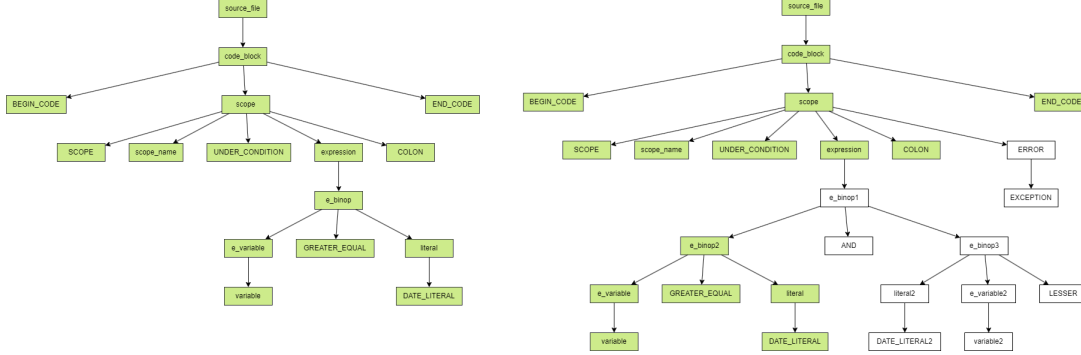 source_file
code_block
BEGIN_CODE
scope
END_CODE
SCOPE
scope_name
UNDER_CONDITION
expression
COLON
e_binop
e_variable
GREATER_EQUAL
literal
variable
DATE_LITERAL
source_file
code_block
BEGIN_CODE
scope
END_CODE
SCOPE
scope_name
UNDER_CONDITION
expression
COLON
ERROR
e_binop1
EXCEPTION
e_binop2
AND
e_binop3
e_variable
GREATER_EQUAL
literal
literal2
e_variable2
LESSER
variable
DATE_LITERAL
DATE_LITERAL2
variable2